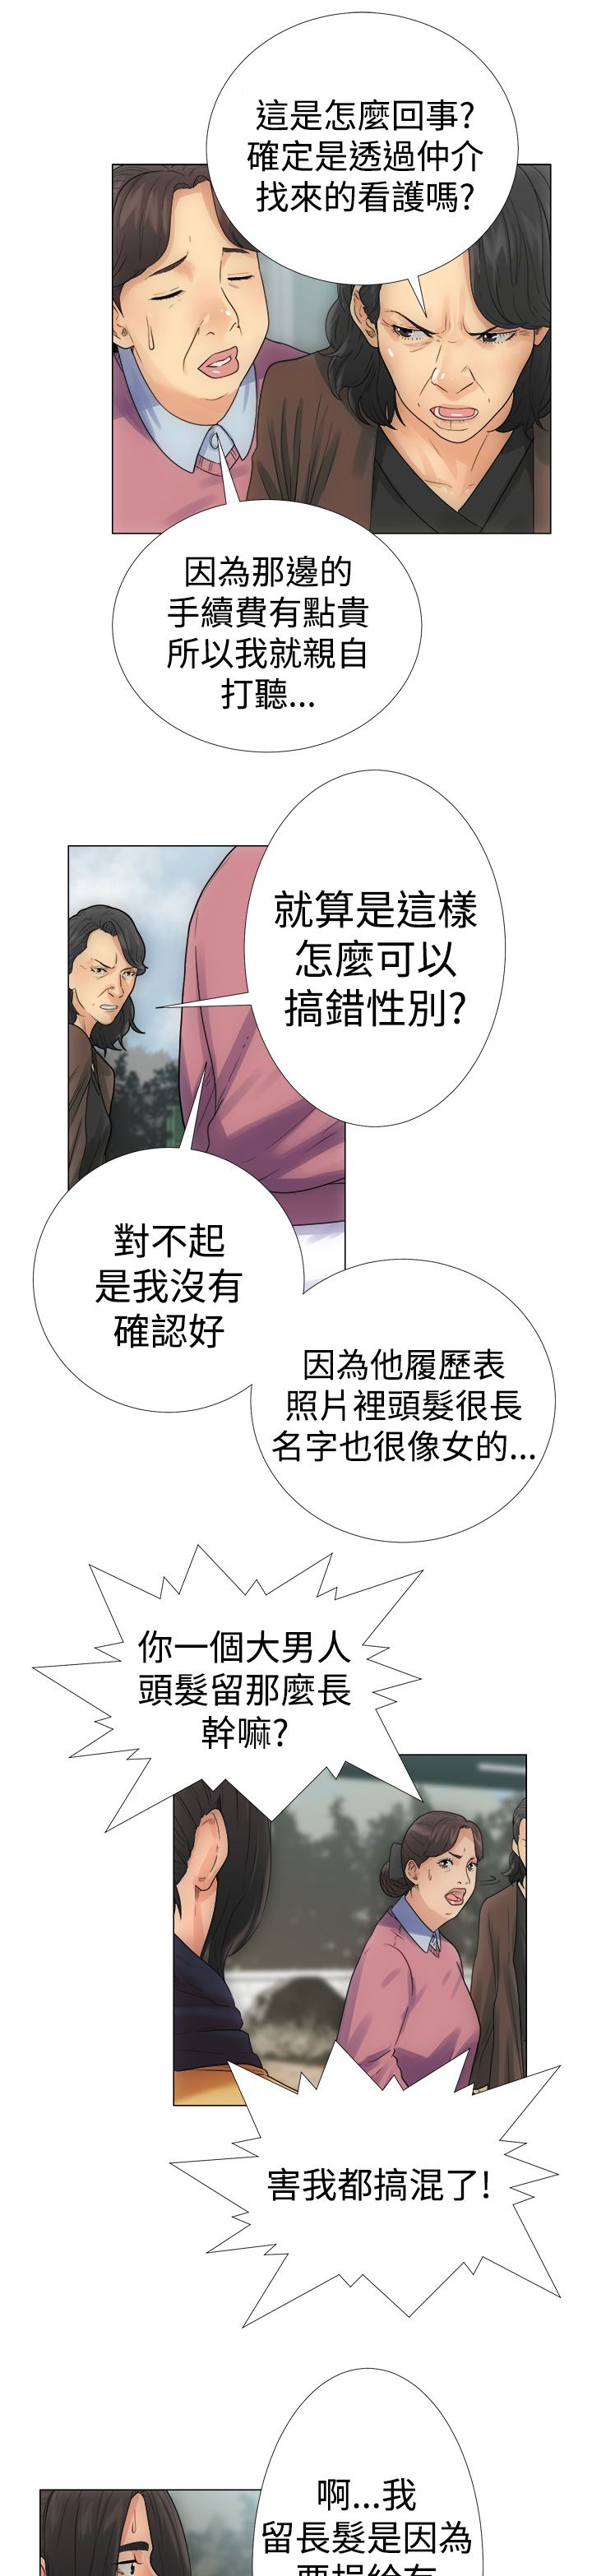 這是怎麼回事?
確定是透過仲介
找來的看護嗎?
因為那邊的
手續費有點貴
所以我就親自
打聽...
就算是這樣
怎麼可以
搞錯性別?
對不起
是我沒有
確認好
因為他履歷表
照片裡頭髮很長
名字也很像女的...
你一個大男人
頭髮留那麼長
幹嘛?
害我都搞混了!
啊...我
留長髮是因為